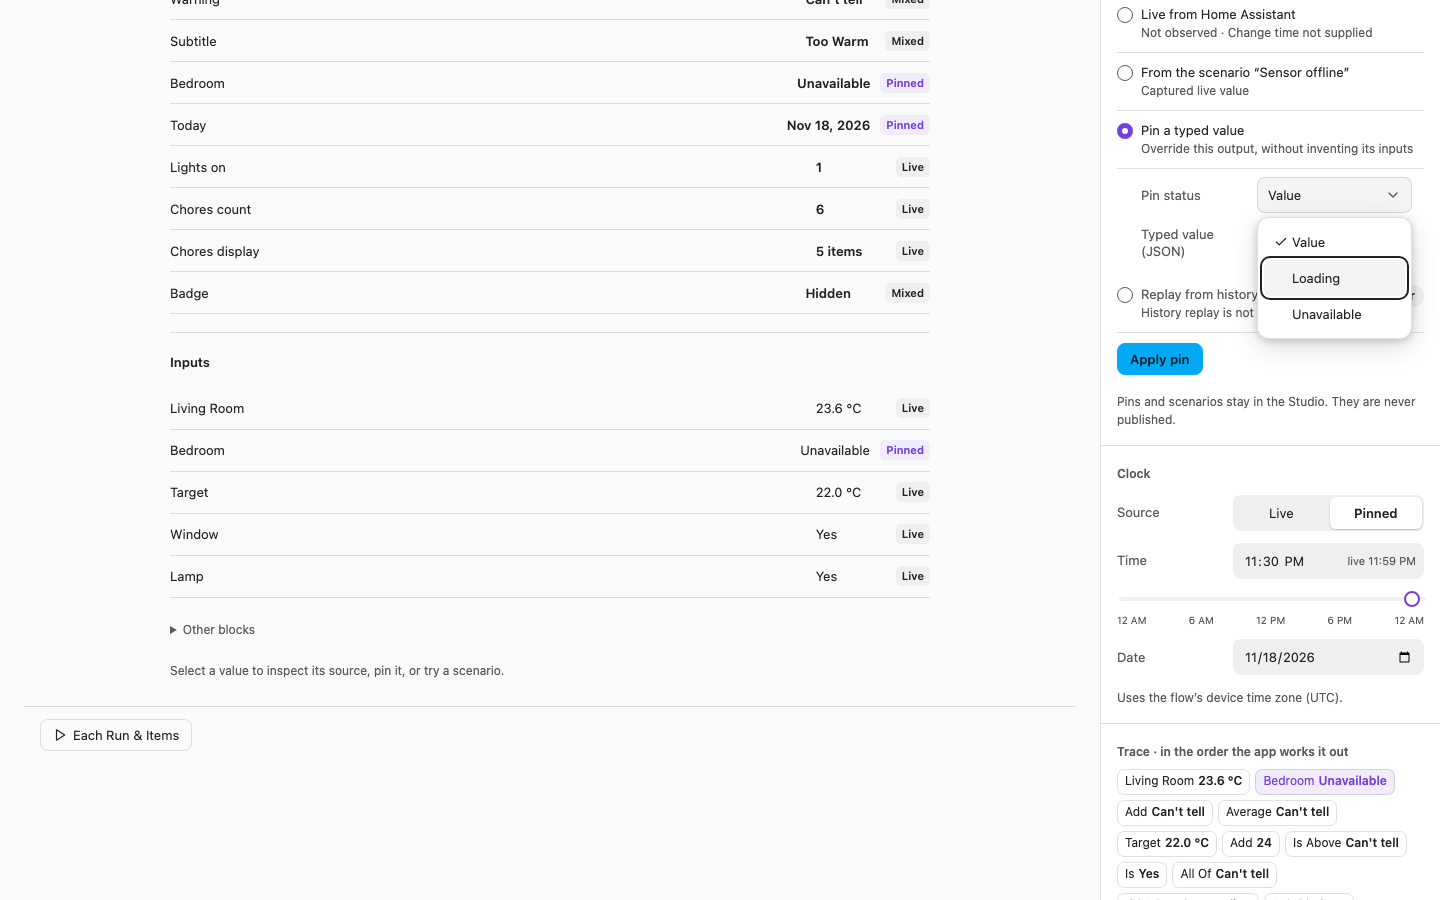 Warning Can't tell Mixed
Subtitle Too Warm Mixed
Bedroom Unavailable Pinned
Today Nov 18, 2026 Pinned
Lights on 1 Live
Chores count 6 Live
Chores display 5 items Live
Badge Hidden Mixed
Inputs
Living Room 23.6 °C Live
Bedroom Unavailable Pinned
Target 22.0 °C Live
Window Yes Live
Lamp Yes Live
Other blocks
Select a value to inspect its source, pin it, or try a scenario.
Each Run & Items
Live from Home Assistant
Not observed · Change time not supplied
From the scenario “Sensor offline”
Captured live value
Pin a typed value
Override this output, without inventing its inputs
Pin status Value
Typed value
(JSON)
Value
Loading
Unavailable
Replay from history
History replay is not
Apply pin
Pins and scenarios stay in the Studio. They are never
published.
Clock
Source Live Pinned
Time 11:30 PM live 11:59 PM
12 AM 6 AM 12 PM 6 PM 12 AM
Date 11/18/2026
Uses the flow’s device time zone (UTC).
Trace · in the order the app works it out
Living Room 23.6 °C Bedroom Unavailable
Add Can't tell Average Can't tell
Target 22.0 °C Add 24 Is Above Can't tell
Is Yes All Of Can't tell